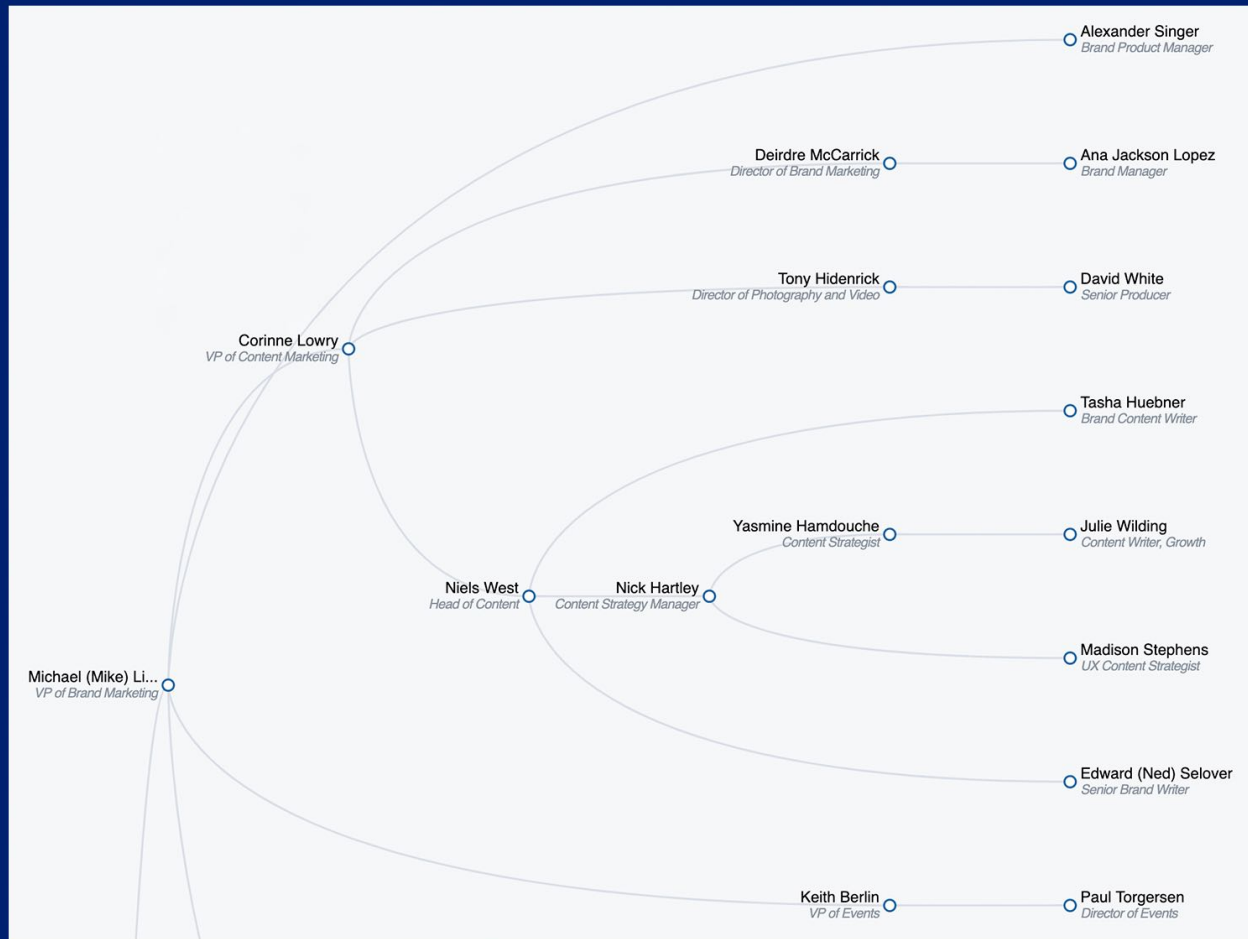 Alexander Singer
Brand Product Manager
Deirdre McCarrick
Director of Brand Marketing
Ana Jackson Lopez
Brand Manager
Tony Hidenrick
Director of Photography and Video
David White
Senior Producer
Corinne Lowry
VP of Content Marketing
Tasha Huebner
Brand Content Writer
Yasmine Hamdouche
Content Strategist
Julie Wilding
Content Writer, Growth
Niels West
Head of Content
Nick Hartley
Content Strategy Manager
Madison Stephens
UX Content Strategist
Michael (Mike) Li...
VP of Brand Marketing
Edward (Ned) Selover
Senior Brand Writer
Keith Berlin
VP of Events
Paul Torgersen
Director of Events